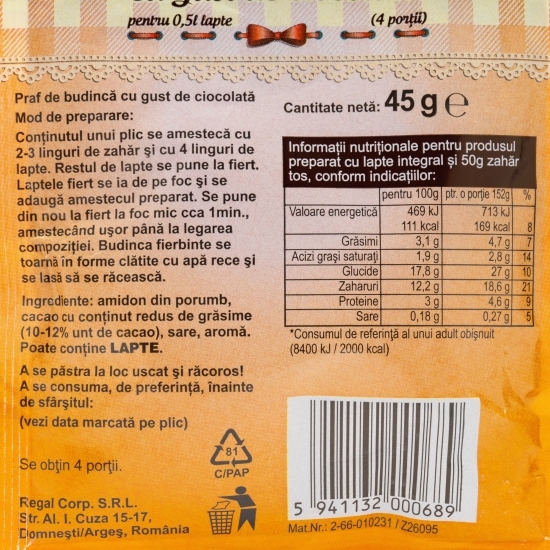 pentru 0,5l lapte
(4 porții)
Praf de budincă cu gust de ciocolată
Mod de preparare:
Conținutul unui plic se amestecă cu
2-3 linguri de zahăr şi cu 4 linguri de
lapte. Restul de lapte se pune la fiert.
Laptele fiert se ia de pe foc şi se
adaugă amestecul preparat. Se pune
din nou la fiert la foc mic cca 1min.,
amestecând uşor până la legarea
compoziției. Budinca fierbinte se
toarnă în forme clătite cu apă rece şi
se lasă să se răcească.
Ingrediente: amidon din porumb,
cacao cu conținut redus de grăsime
(10-12% unt de cacao), sare, aromă.
Poate conține LAPTE.
A se păstra la loc uscat şi răcoros!
A se consuma, de preferință, înainte
de sfârşitul:
(vezi data marcată pe plic)
Se obțin 4 porții.
Regal Corp. S.R.L.
Str. Al. I. Cuza 15-17,
Domneşti/Argeş, România
81
C/PAP
Cantitate netă: 45 g e
Informații nutriționale pentru produsul
preparat cu lapte integral şi 50g zahăr
tos, conform indicațiilor:
pentru 100g ptr. o porție 152g %
Valoare energetică 469 kJ 713 kJ
111 kcal 169 kcal 8
Grăsimi 3,1 g 4,7 g 7
Acizi graşi saturați 1,9 g 2,8 g 14
Glucide 17,8 g 27 g 10
Zaharuri 12,2 g 18,6 g 21
Proteine 3 g 4,6 g 9
Sare 0,18 g 0,27 g 5
*Consumul de referință al unui adult obişnuit
(8400 kJ / 2000 kcal)
5 941132 000689
Mat.Nr.: 2-66-010231 / Z26095